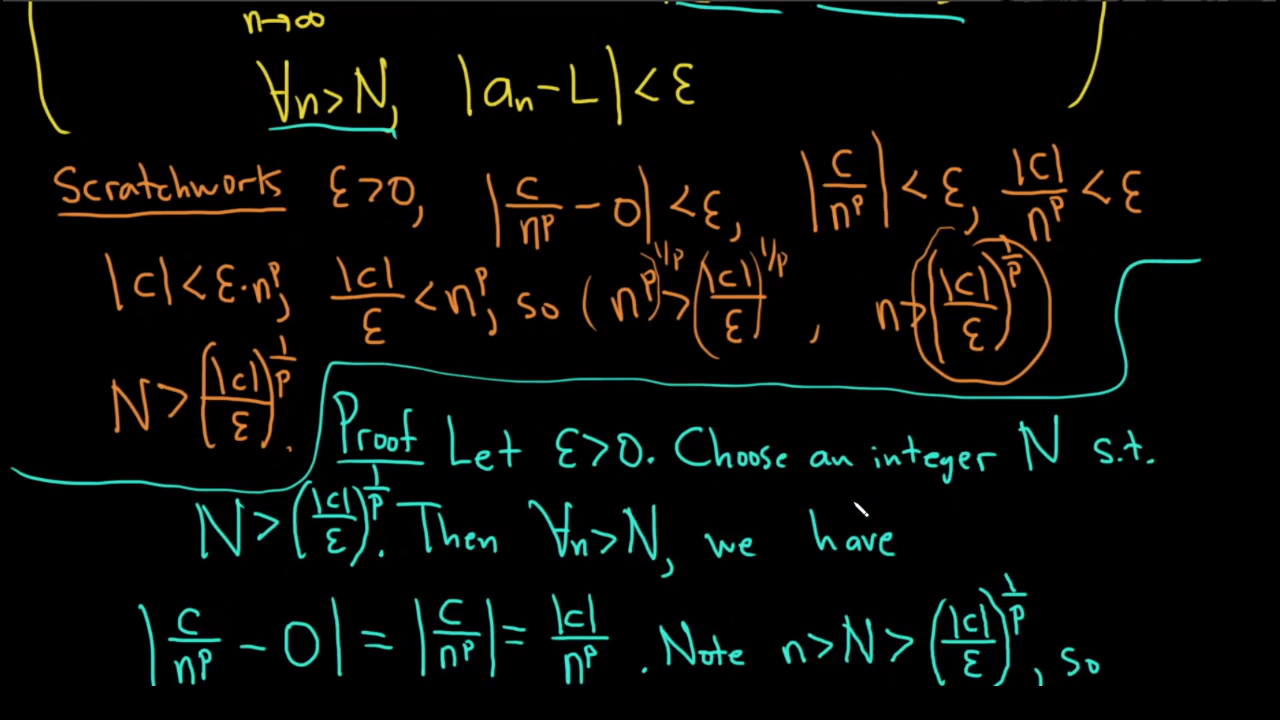 n→∞
∀n>N, |aₙ-L|<ε
Scratchwork ε>0, |c/nᵖ - 0|<ε, |c/nᵖ|<ε, |c|/nᵖ<ε
|c|<ε·nᵖ, |c|/ε<nᵖ, so (nᵖ)^1/p>(|c|/ε)^1/p, n>(|c|/ε)^1/p
N>(|c|/ε)^1/p.
Proof Let ε>0. Choose an integer N s.t.
N>(|c|/ε)^1/p. Then ∀n>N, we have
|c/nᵖ - 0| = |c/nᵖ| = |c|/nᵖ. Note n>N>(|c|/ε)^1/p, so